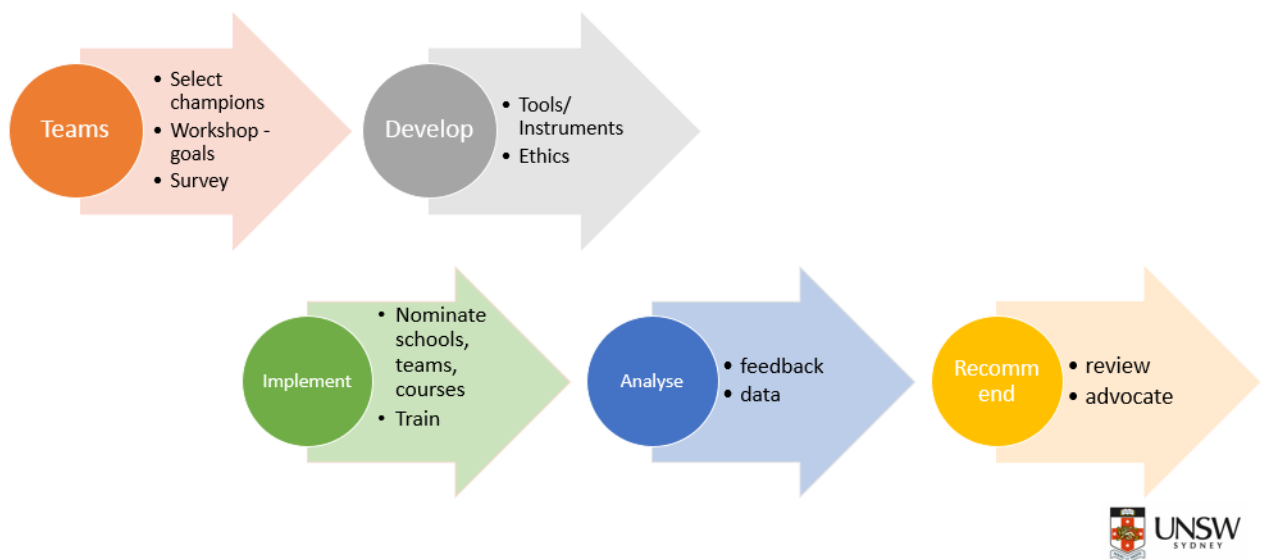 Teams
• Select
champions
• Workshop -
goals
• Survey
Develop
• Tools/
Instruments
• Ethics
Implement
• Nominate
schools,
teams,
courses
• Train
Analyse
• feedback
• data
Recomm
end
• review
• advocate
UNSW
SYDNEY